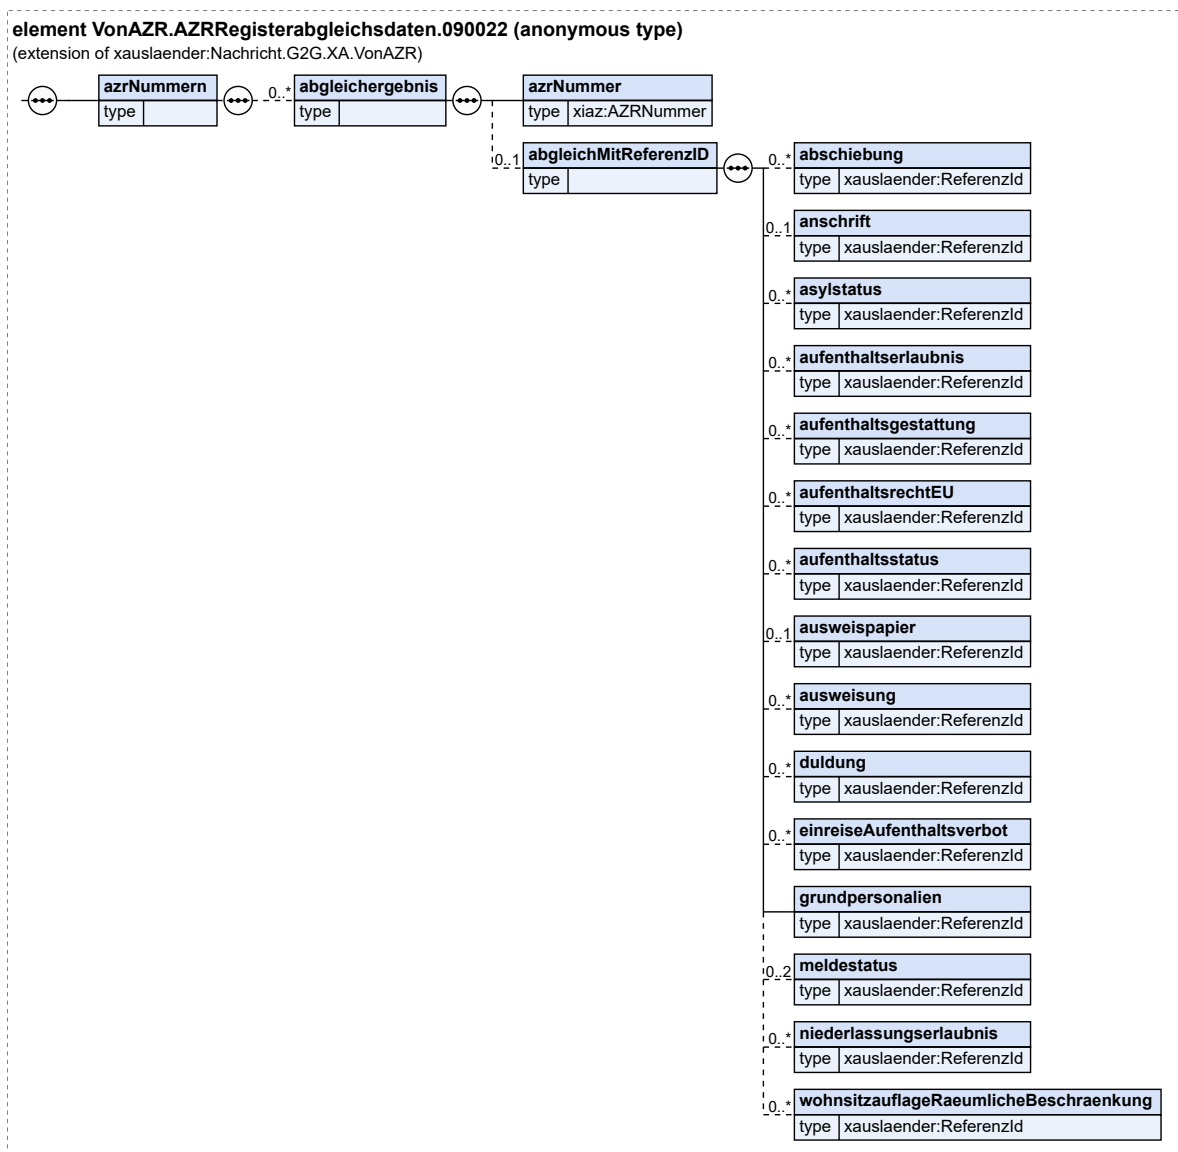 element VonAZR.AZRRegisterabgleichsdaten.090022 (anonymous type)
(extension of xauslaender:Nachricht.G2G.XA.VonAZR)
azrNummern
type
0..*
abgleichergebnis
type
azrNummer
type xiaz:AZRNummer
0..1
abgleichMitReferenzID
type
0..*
abschiebung
type xauslaender:ReferenzId
0..1
anschrift
type xauslaender:ReferenzId
0..*
asylstatus
type xauslaender:ReferenzId
0..*
aufenthaltserlaubnis
type xauslaender:ReferenzId
0..*
aufenthaltsgestattung
type xauslaender:ReferenzId
0..*
aufenthaltsrechtEU
type xauslaender:ReferenzId
0..*
aufenthaltsstatus
type xauslaender:ReferenzId
0..1
ausweispapier
type xauslaender:ReferenzId
0..*
ausweisung
type xauslaender:ReferenzId
0..*
duldung
type xauslaender:ReferenzId
0..*
einreiseAufenthaltsverbot
type xauslaender:ReferenzId
grundpersonalien
type xauslaender:ReferenzId
0..2
meldestatus
type xauslaender:ReferenzId
0..*
niederlassungserlaubnis
type xauslaender:ReferenzId
0..*
wohnsitzauflageRaeumlicheBeschraenkung
type xauslaender:ReferenzId